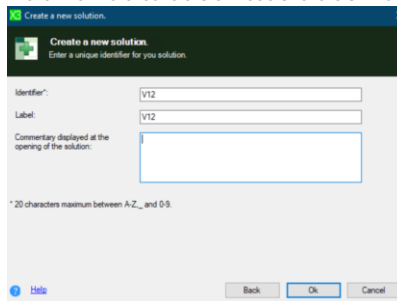 X3 Create a new solution.
Create a new solution.
Enter a unique identifier for you solution.
Identifier*:
V12
Label:
V12
Commentary displayed at the
opening of the solution:
* 20 characters maximum between A-Z,_ and 0-9.
? Help
Back
Ok
Cancel